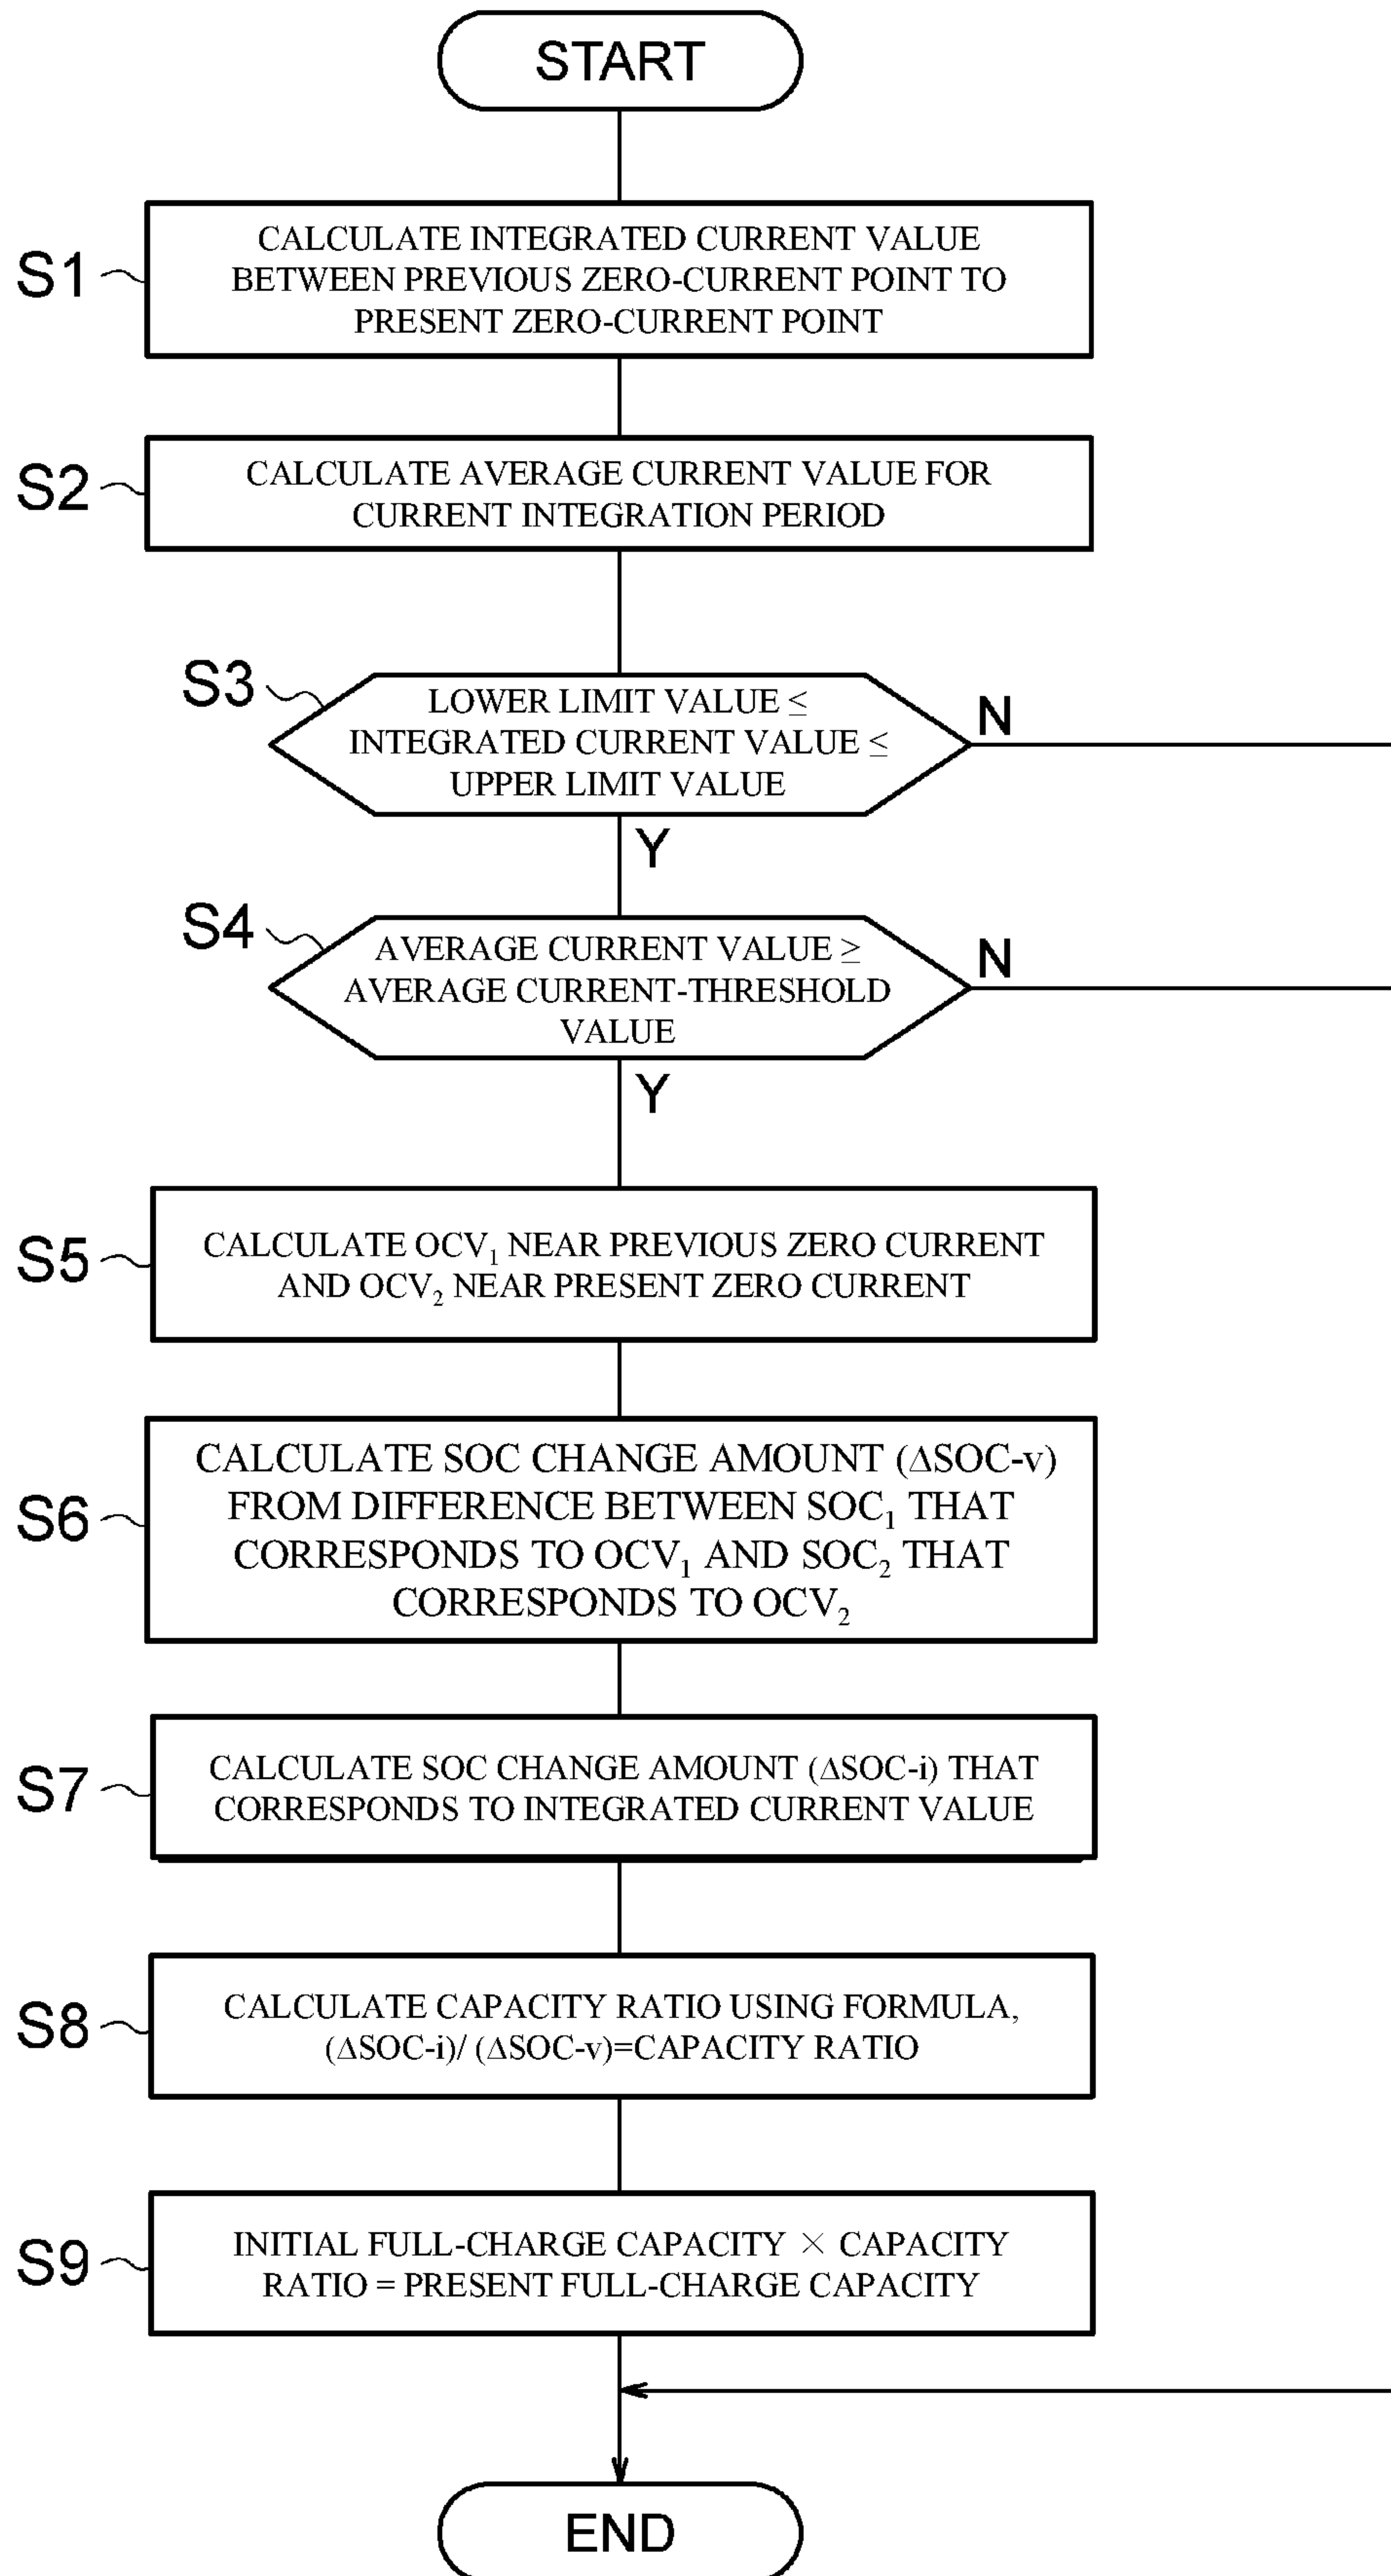 START
S1
CALCULATE INTEGRATED CURRENT VALUE
BETWEEN PREVIOUS ZERO-CURRENT POINT TO
PRESENT ZERO-CURRENT POINT
S2
CALCULATE AVERAGE CURRENT VALUE FOR
CURRENT INTEGRATION PERIOD
S3
LOWER LIMIT VALUE ≤
INTEGRATED CURRENT VALUE ≤
UPPER LIMIT VALUE
N
Y
S4
AVERAGE CURRENT VALUE ≥
AVERAGE CURRENT-THRESHOLD
VALUE
N
Y
S5
CALCULATE OCV₁ NEAR PREVIOUS ZERO CURRENT
AND OCV₂ NEAR PRESENT ZERO CURRENT
S6
CALCULATE SOC CHANGE AMOUNT (ΔSOC-v)
FROM DIFFERENCE BETWEEN SOC₁ THAT
CORRESPONDS TO OCV₁ AND SOC₂ THAT
CORRESPONDS TO OCV₂
S7
CALCULATE SOC CHANGE AMOUNT (ΔSOC-i) THAT
CORRESPONDS TO INTEGRATED CURRENT VALUE
S8
CALCULATE CAPACITY RATIO USING FORMULA,
(ΔSOC-i)/ (ΔSOC-v)=CAPACITY RATIO
S9
INITIAL FULL-CHARGE CAPACITY × CAPACITY
RATIO = PRESENT FULL-CHARGE CAPACITY
END